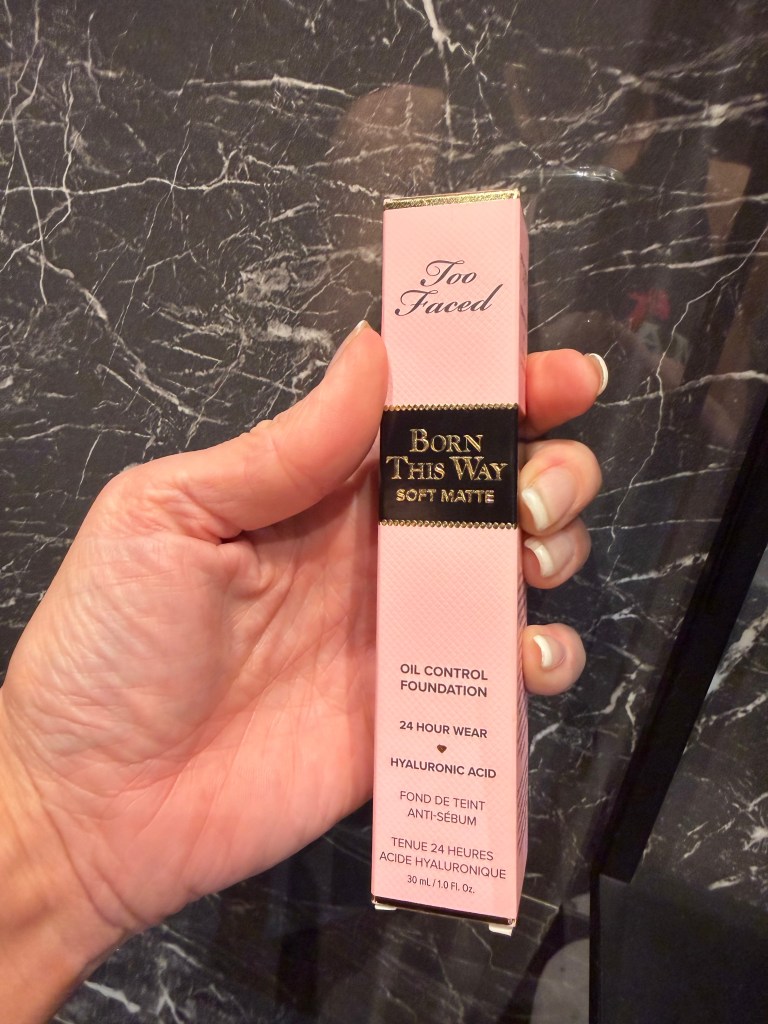 Too
Faced
BORN
THIS WAY
SOFT MATTE
OIL CONTROL
FOUNDATION
24 HOUR WEAR
HYALURONIC ACID
FOND DE TEINT
ANTI-SÉBUM
TENUE 24 HEURES
ACIDE HYALURONIQUE
30 mL / 1.0 Fl. Oz.